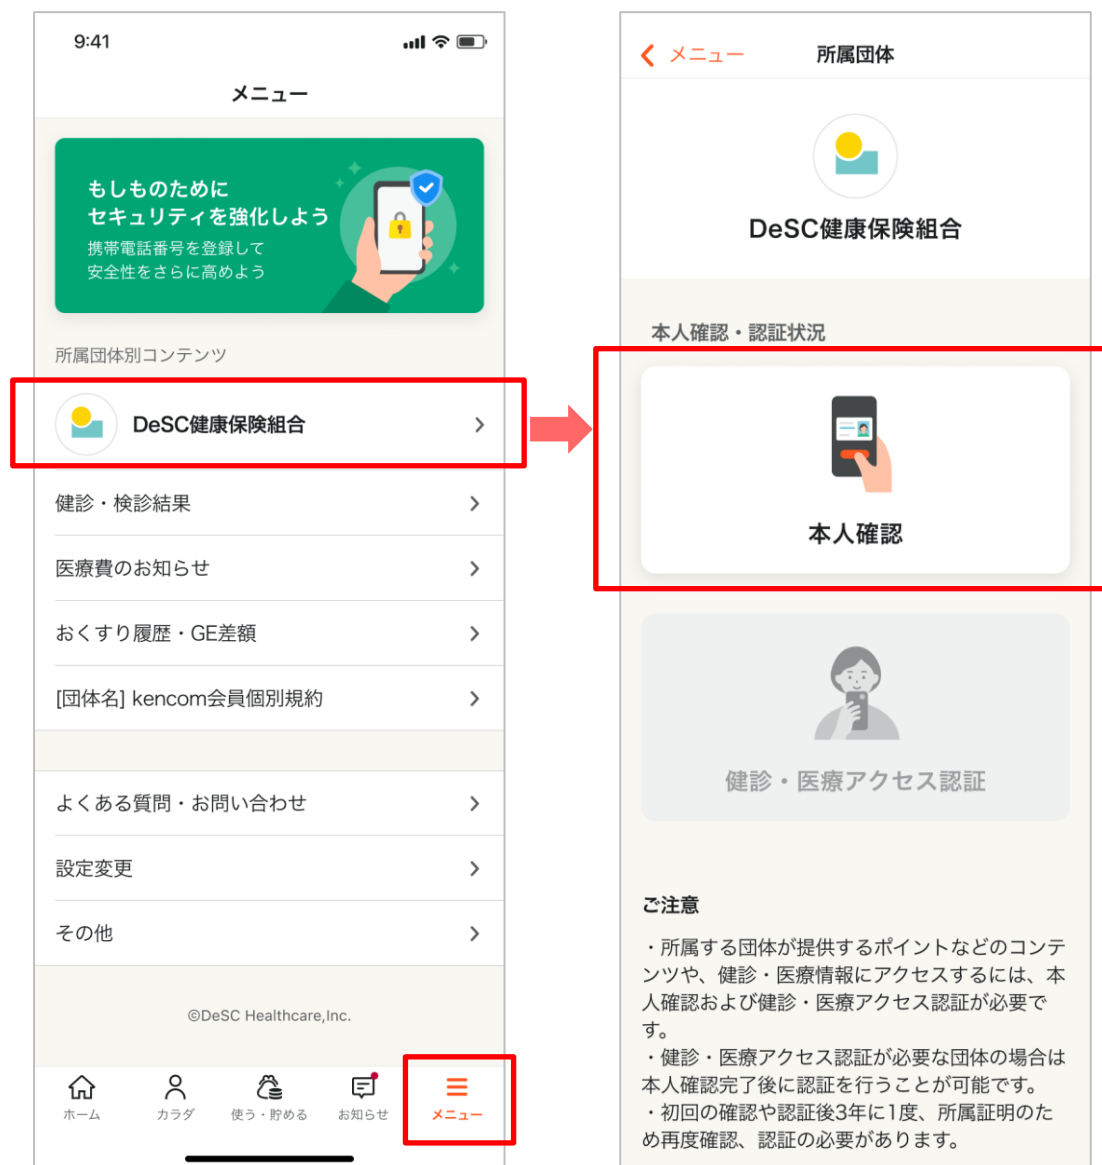 9:41
メニュー
もしものために
セキュリティを強化しよう
携帯電話番号を登録して
安全性をさらに高めよう
所属団体別コンテンツ
DeSC健康保険組合
健診・検診結果
医療費のお知らせ
おくすり履歴・GE差額
[団体名] kencom会員個別規約
よくある質問・お問い合わせ
設定変更
その他
©DeSC Healthcare,Inc.
ホーム
カラダ
使う・貯める
お知らせ
メニュー
メニュー
所属団体
DeSC健康保険組合
本人確認・認証状況
本人確認
健診・医療アクセス認証
ご注意
・所属する団体が提供するポイントなどのコンテ
ンツや、健診・医療情報にアクセスするには、本
人確認および健診・医療アクセス認証が必要で
す。
・健診・医療アクセス認証が必要な団体の場合は
本人確認完了後に認証を行うことが可能です。
・初回の確認や認証後3年に1度、所属証明のた
め再度確認、認証の必要があります。